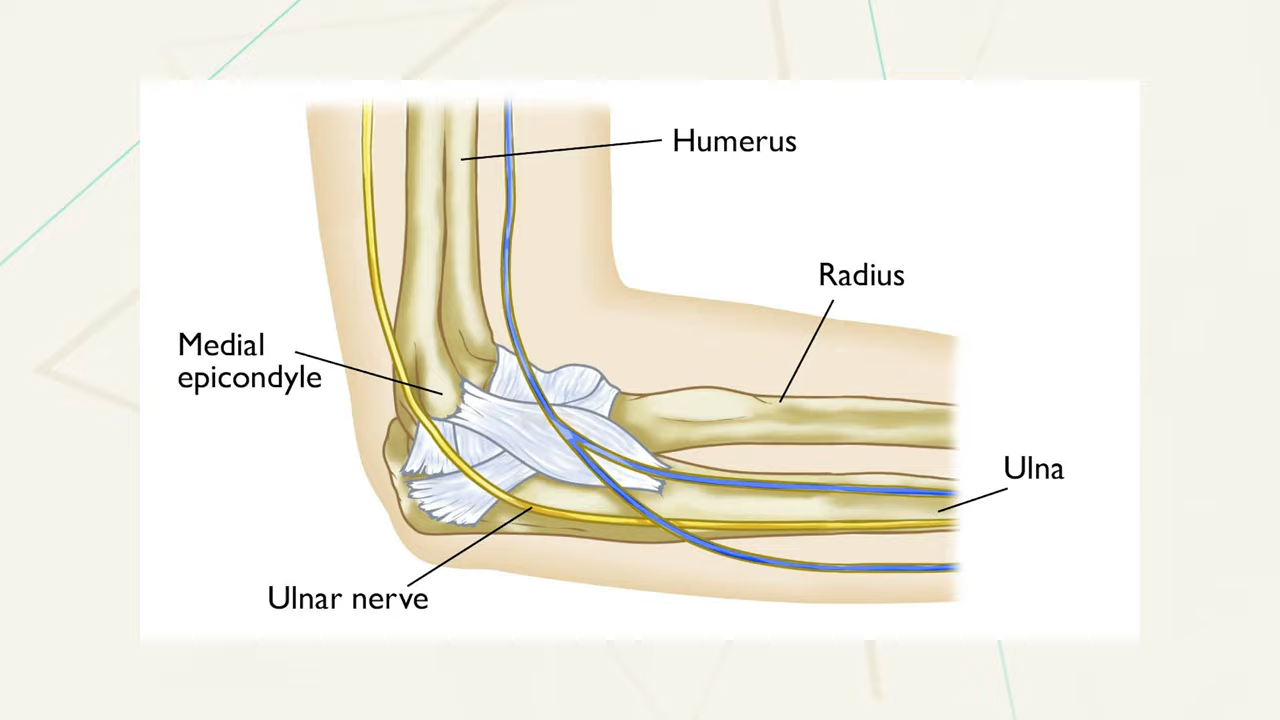 Humerus
Radius
Medial
epicondyle
Ulna
Ulnar nerve